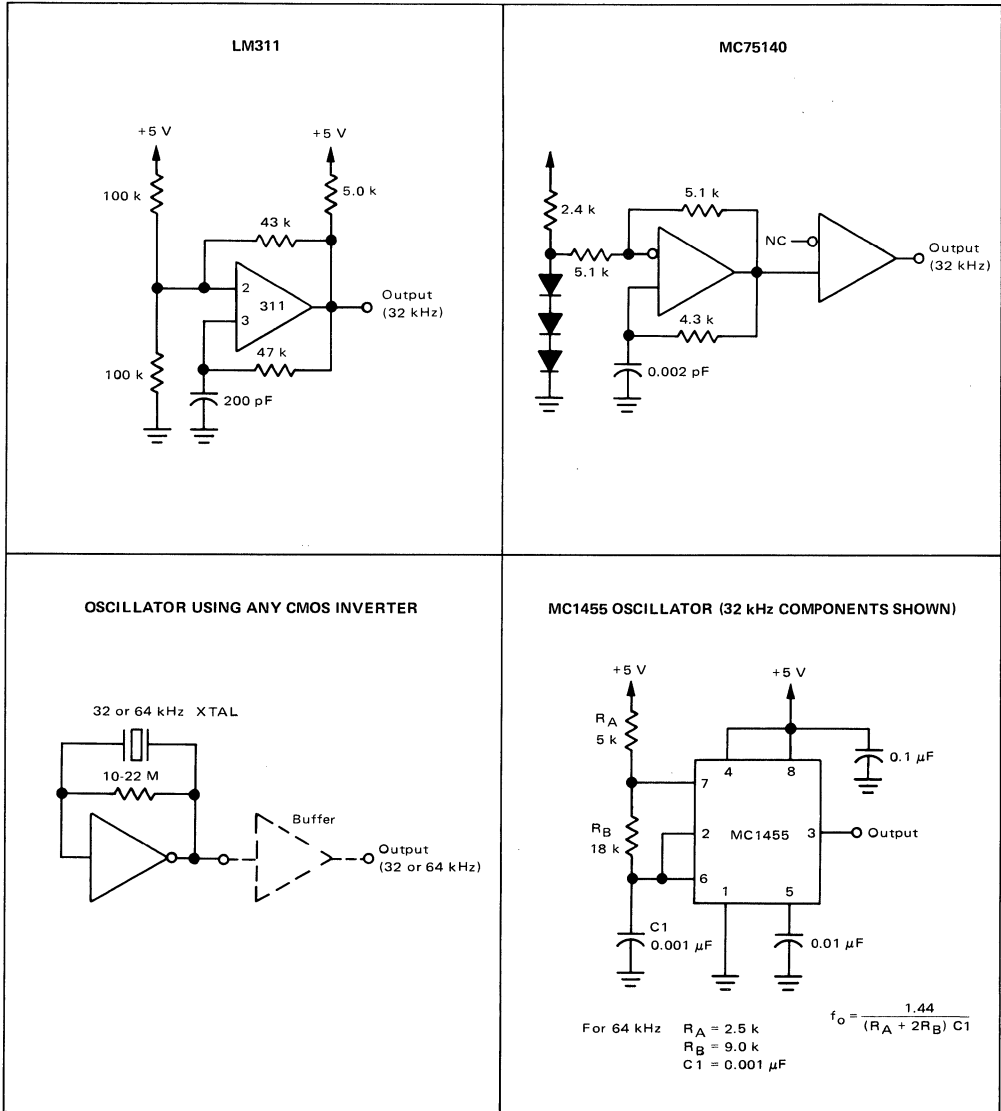 LM311
+5 V
+5 V
100 k
5.0 k
43 k
2
311
3
Output
(32 kHz)
47 k
100 k
200 pF
MC75140
2.4 k
5.1 k
5.1 k
NC
Output
(32 kHz)
4.3 k
0.002 pF
OSCILLATOR USING ANY CMOS INVERTER
32 or 64 kHz XTAL
10-22 M
Buffer
Output
(32 or 64 kHz)
MC1455 OSCILLATOR (32 kHz COMPONENTS SHOWN)
+5 V
+5 V
RA
5 k
0.1 μF
4
8
7
RB
18 k
2
MC1455
3
Output
6
1
5
C1
0.001 μF
0.01 μF
For 64 kHz RA = 2.5 k
RB = 9.0 k
C1 = 0.001 μF
fo = 1.44
(RA + 2RB) C1